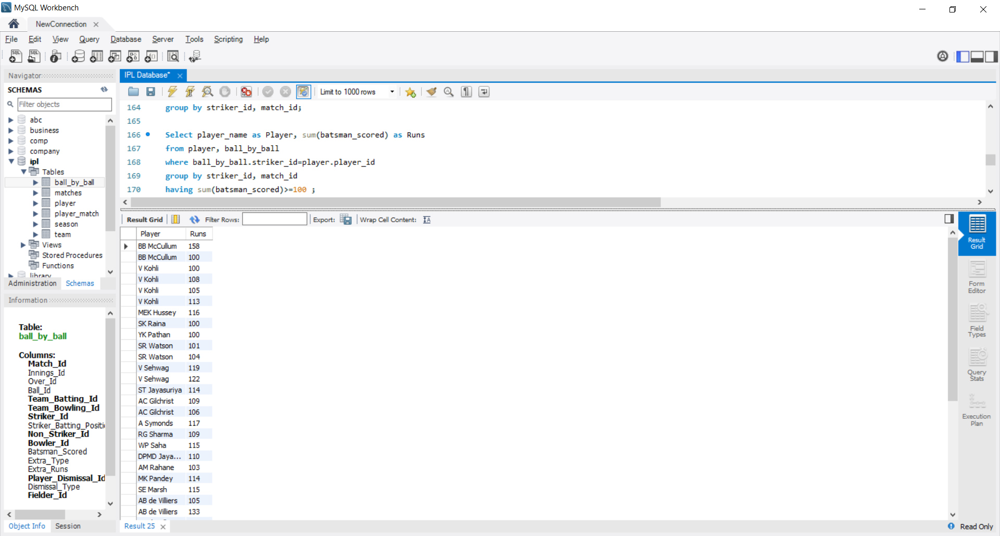 MySQL Workbench
NewConnection
File Edit View Query Database Server Tools Scripting Help
Navigator
SCHEMAS
Filter objects
abc
business
comp
company
ipl
Tables
ball_by_ball
matches
player
player_match
season
team
Views
Stored Procedures
Functions
library
Administration Schemas
Information
Table:
ball_by_ball
Columns:
Match_Id
Innings_Id
Over_Id
Ball_Id
Team_Batting_Id
Team_Bowling_Id
Striker_Id
Striker_Batting_Positi
Non_Striker_Id
Bowler_Id
Batsman_Scored
Extra_Type
Extra_Runs
Player_Dismissal_Id
Dismissal_Type
Fielder_Id
Object Info Session
IPL Database*
Limit to 1000 rows
164 group by striker_id, match_id;
165
166 Select player_name as Player, sum(batsman_scored) as Runs
167 from player, ball_by_ball
168 where ball_by_ball.striker_id=player.player_id
169 group by striker_id, match_id
170 having sum(batsman_scored)>=100 ;
Result Grid Filter Rows: Export: Wrap Cell Content:
Player Runs
BB McCullum 158
BB McCullum 100
V Kohli 100
V Kohli 108
V Kohli 105
V Kohli 113
MEK Hussey 116
SK Raina 100
YK Pathan 100
SR Watson 101
SR Watson 104
V Sehwag 119
V Sehwag 122
ST Jayasuriya 114
AC Gilchrist 109
AC Gilchrist 106
A Symonds 117
RG Sharma 109
WP Saha 115
DPMD Jaya... 110
AM Rahane 103
MK Pandey 114
SE Marsh 115
AB de Villiers 105
AB de Villiers 133
Result 25
Result
Grid
Form
Editor
Field
Types
Query
Stats
Execution
Plan
Read Only